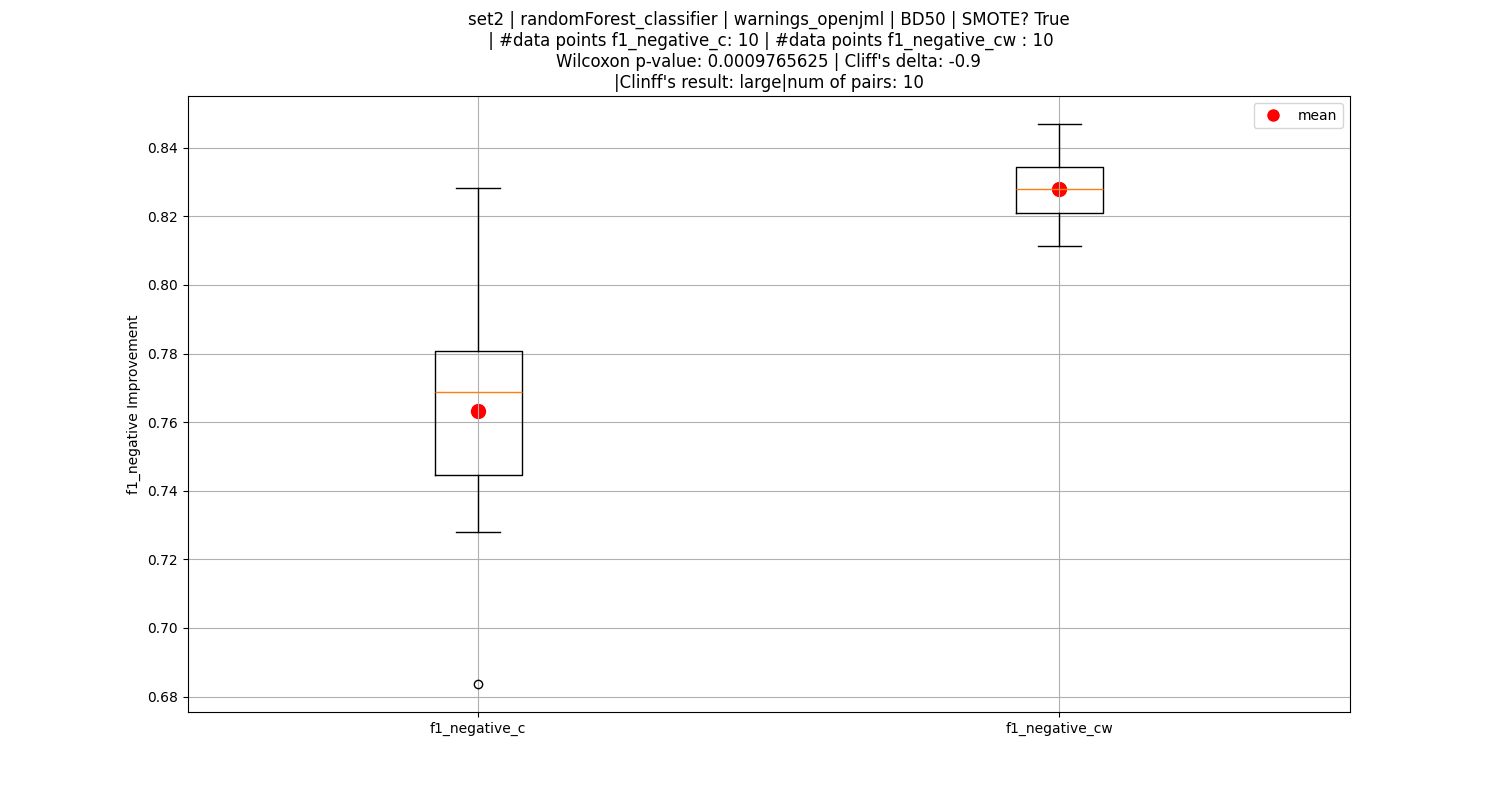 set2 | randomForest_classifier | warnings_openjml | BD50 | SMOTE? True
| #data points f1_negative_c: 10 | #data points f1_negative_cw : 10
Wilcoxon p-value: 0.0009765625 | Cliff's delta: -0.9
|Clinff's result: large|num of pairs: 10
mean
0.84
0.82
0.80
0.78
0.76
0.74
0.72
0.70
0.68
f1_negative Improvement
f1_negative_c
f1_negative_cw